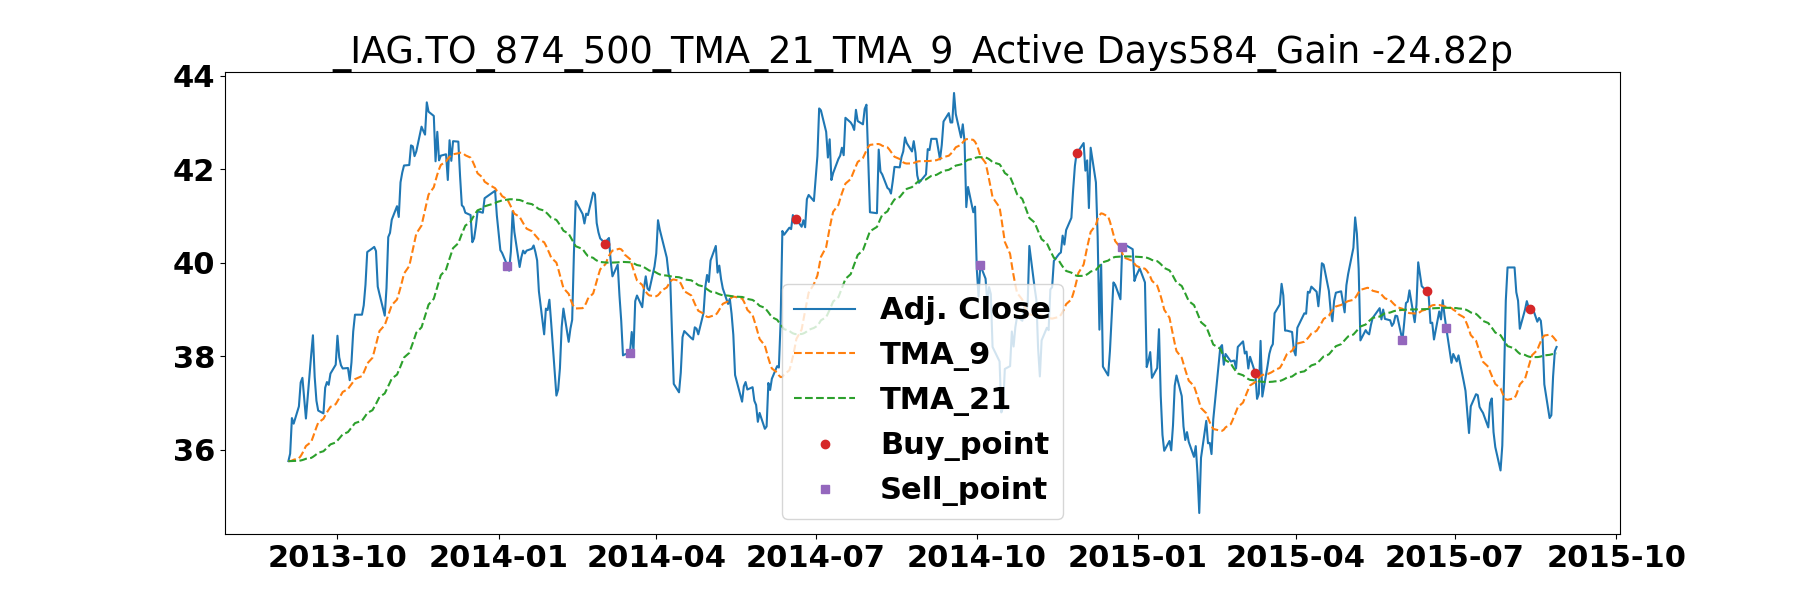 _IAG.TO_874_500_TMA_21_TMA_9_Active Days584_Gain -24.82p
44
42
40
38
36
Adj. Close
TMA_9
TMA_21
Buy_point
Sell_point
2013-10 2014-01 2014-04 2014-07 2014-10 2015-01 2015-04 2015-07 2015-10